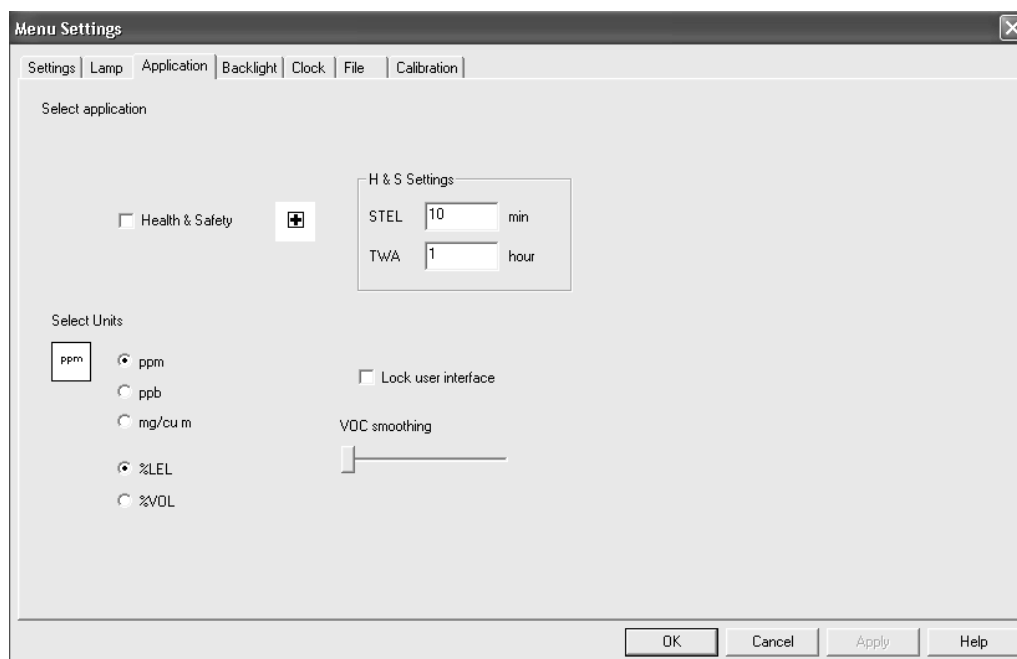 Menu Settings
Settings Lamp Application Backlight Clock File Calibration
Select application
H & S Settings
Health & Safety
STEL 10 min
TWA 1 hour
Select Units
ppm
ppm
ppb
mg/cu m
%LEL
%VOL
Lock user interface
VOC smoothing
OK Cancel Apply Help